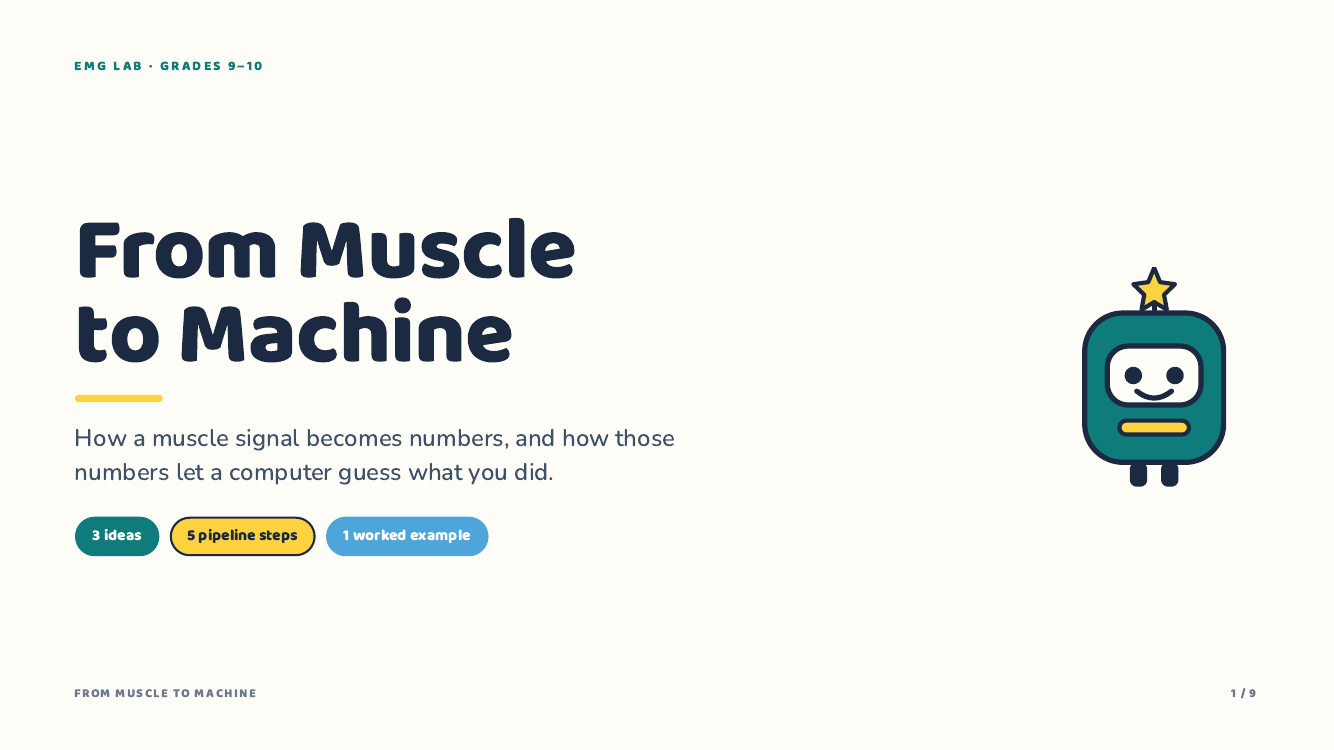 EMG LAB · GRADES 9–10
From Muscle
to Machine
How a muscle signal becomes numbers, and how those
numbers let a computer guess what you did.
3 ideas
5 pipeline steps
1 worked example
FROM MUSCLE TO MACHINE
1 / 9